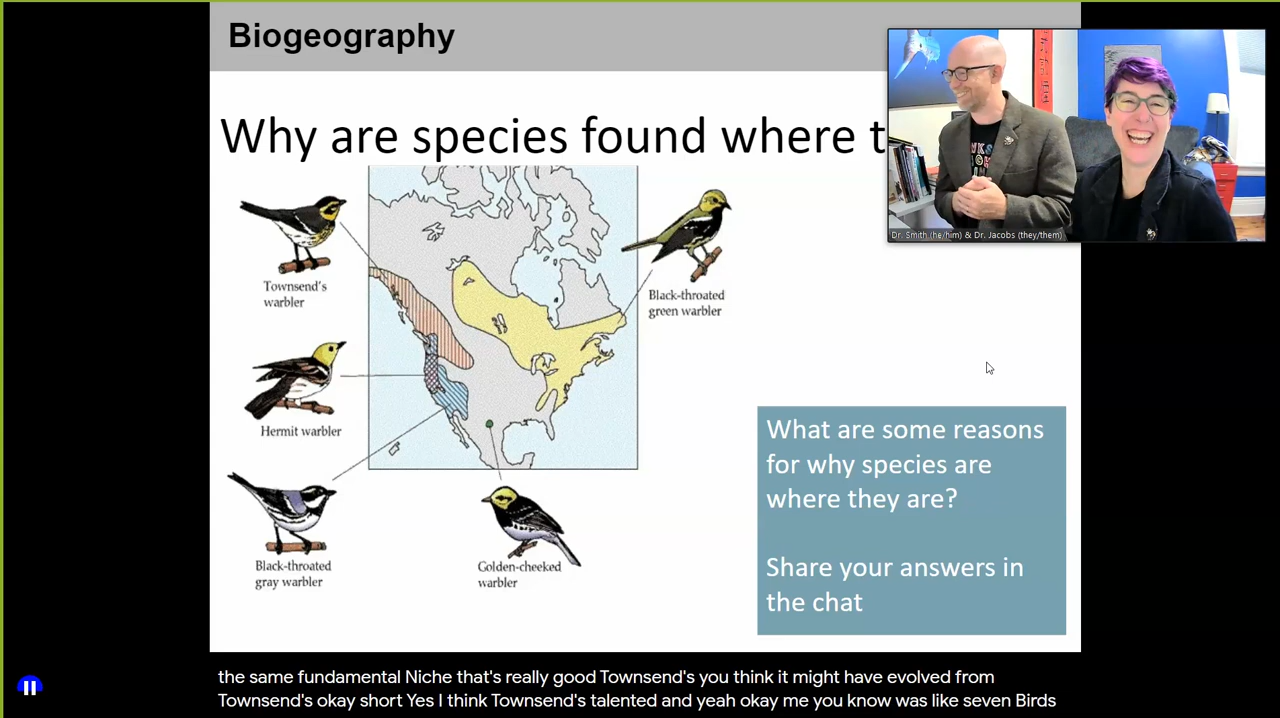 Biogeography
Why are species found where t
Dr. Smith (he/him) & Dr. Jacobs (they/them)
Townsend's
warbler
Black-throated
green warbler
Hermit warbler
Black-throated
gray warbler
Golden-cheeked
warbler
What are some reasons
for why species are
where they are?
Share your answers in
the chat
the same fundamental Niche that's really good Townsend's you think it might have evolved from
Townsend's okay short Yes I think Townsend's talented and yeah okay me you know was like seven Birds